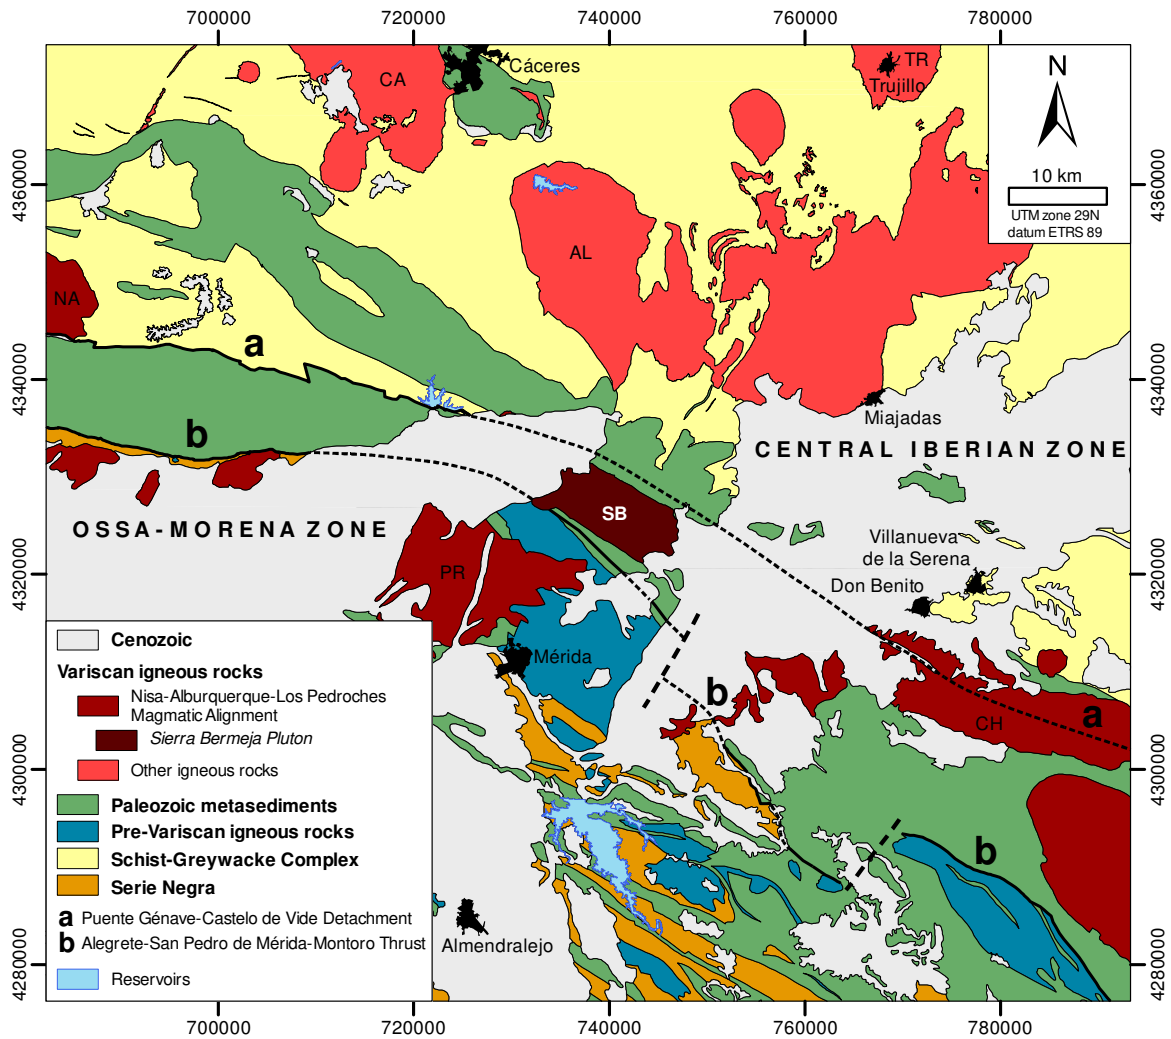 700000 720000 740000 760000 780000
Cáceres
CA
TR
Trujillo
N
10 km
UTM zone 29N
datum ETRS 89
4360000 4360000
AL
NA
a
4340000 4340000
Miajadas
b
CENTRAL IBERIAN ZONE
SB
OSSA-MORENA ZONE
Villanueva
de la Serena
PR
Don Benito
4320000 4320000
Mérida
b
a
CH
4300000 4300000
b
Almendralejo
4280000 4280000
Cenozoic
Variscan igneous rocks
Nisa-Alburquerque-Los Pedroches
Magmatic Alignment
Sierra Bermeja Pluton
Other igneous rocks
Paleozoic metasediments
Pre-Variscan igneous rocks
Schist-Greywacke Complex
Serie Negra
a Puente Génave-Castelo de Vide Detachment
b Alegrete-San Pedro de Mérida-Montoro Thrust
Reservoirs
700000 720000 740000 760000 780000